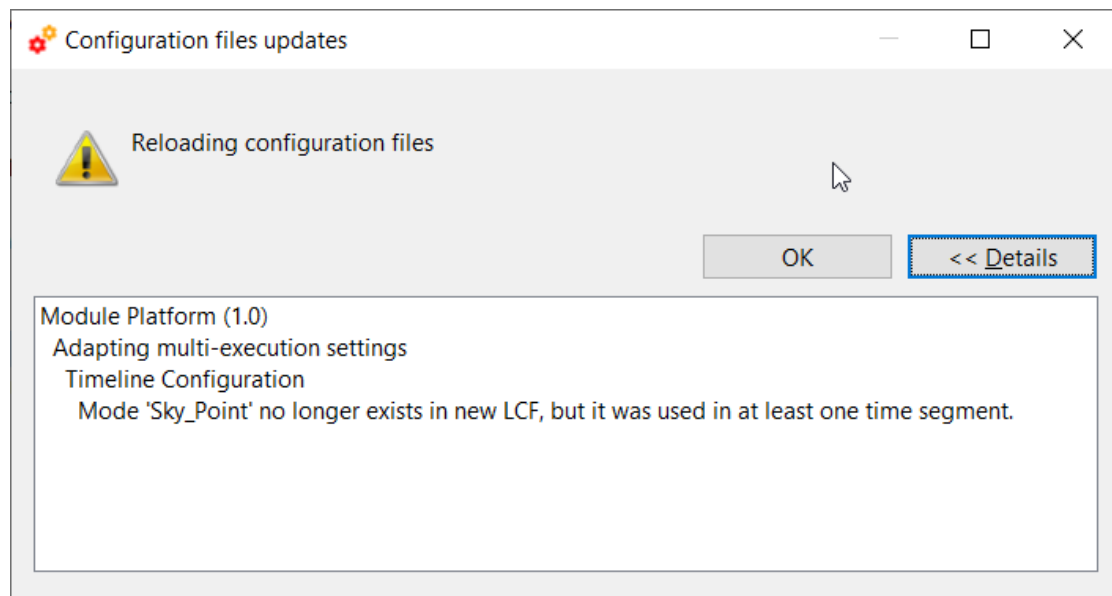 Configuration files updates
Reloading configuration files
OK
<< Details
Module Platform (1.0)
Adapting multi-execution settings
Timeline Configuration
Mode 'Sky_Point' no longer exists in new LCF, but it was used in at least one time segment.